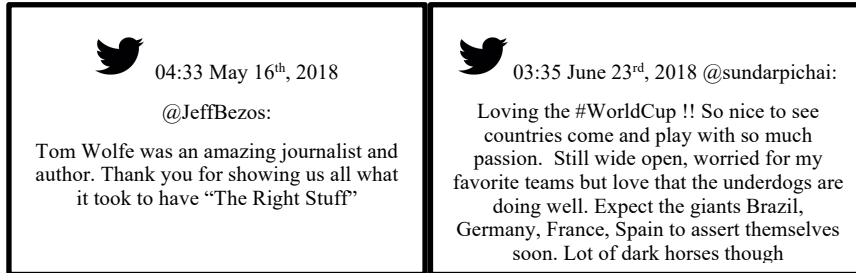 04:33 May 16th, 2018
@JeffBezos:
Tom Wolfe was an amazing journalist and
author. Thank you for showing us all what
it took to have “The Right Stuff”
03:35 June 23rd, 2018 @sundarpichai:
Loving the #WorldCup !! So nice to see
countries come and play with so much
passion.  Still wide open, worried for my
favorite teams but love that the underdogs are
doing well. Expect the giants Brazil,
Germany, France, Spain to assert themselves
soon. Lot of dark horses though